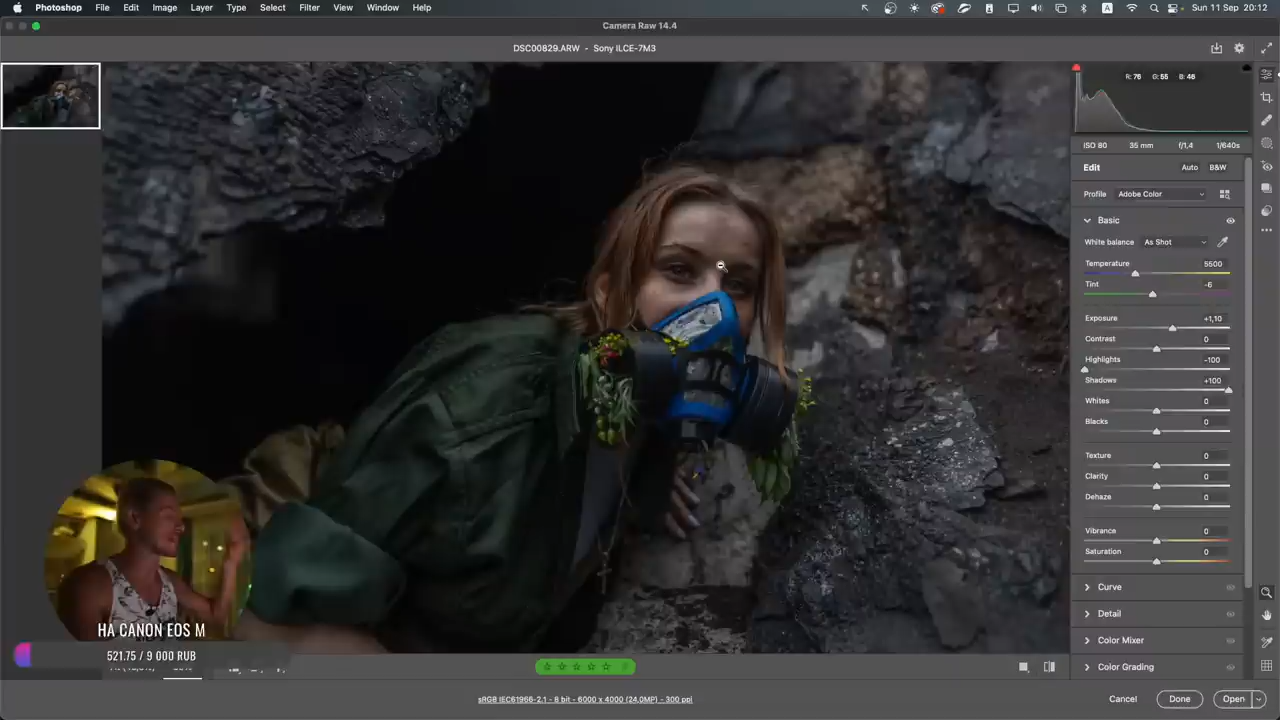 Photoshop File Edit Image Layer Type Select Filter View Window Help
A
Sun 11 Sep 20:12
Camera Raw 14.4
DSC00829.ARW - Sony ILCE-7M3
R: 76 G: 55 B: 46
ISO 80 35 mm f/1,4 1/640s
Edit Auto B&W
Profile Adobe Color
Basic
White balance As Shot
Temperature 5500
Tint -6
Exposure +1,10
Contrast 0
Highlights -100
Shadows +100
Whites 0
Blacks 0
Texture 0
Clarity 0
Dehaze 0
Vibrance 0
Saturation 0
Curve
Detail
Color Mixer
Color Grading
НА CANON EOS M
521.75 / 9 000 RUB
sRGB IEC61966-2.1 - 8 bit - 6000 x 4000 (24.0MP) - 300 ppi
Cancel Done Open